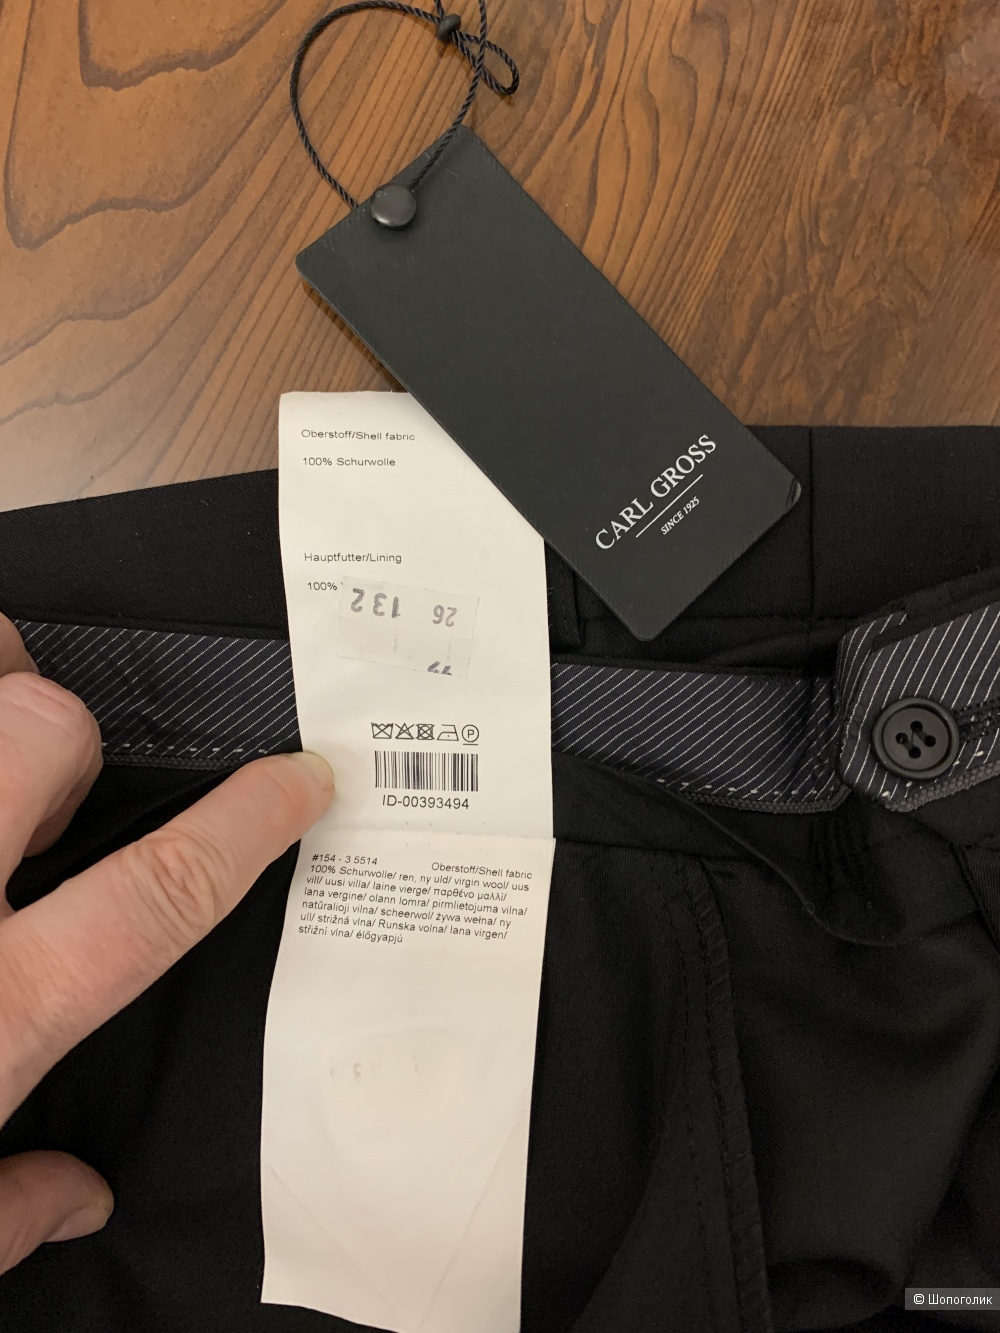 CARL GROSS
SINCE 1925
Oberstoff/Shell fabric
100% Schurwolle
Hauptfutter/Lining
100%
26 132
P
ID-00393494
#154 - 3 5514
Oberstoff/Shell fabric
100% Schurwolle/ ren, ny uld/ virgin wool/ uus
vill/ uusi villa/ laine vierge/ παρθένο μαλλί/
lana vergine/ olann lomra/ pirmlietojuma vilna/
natūralioji vilna/ scheerwol/ żywa wełna/ ny
ull/ strižná vlna/ Runska volna/ lana virgen/
střižní vlna/ élőgyapjú
© Шопоголик